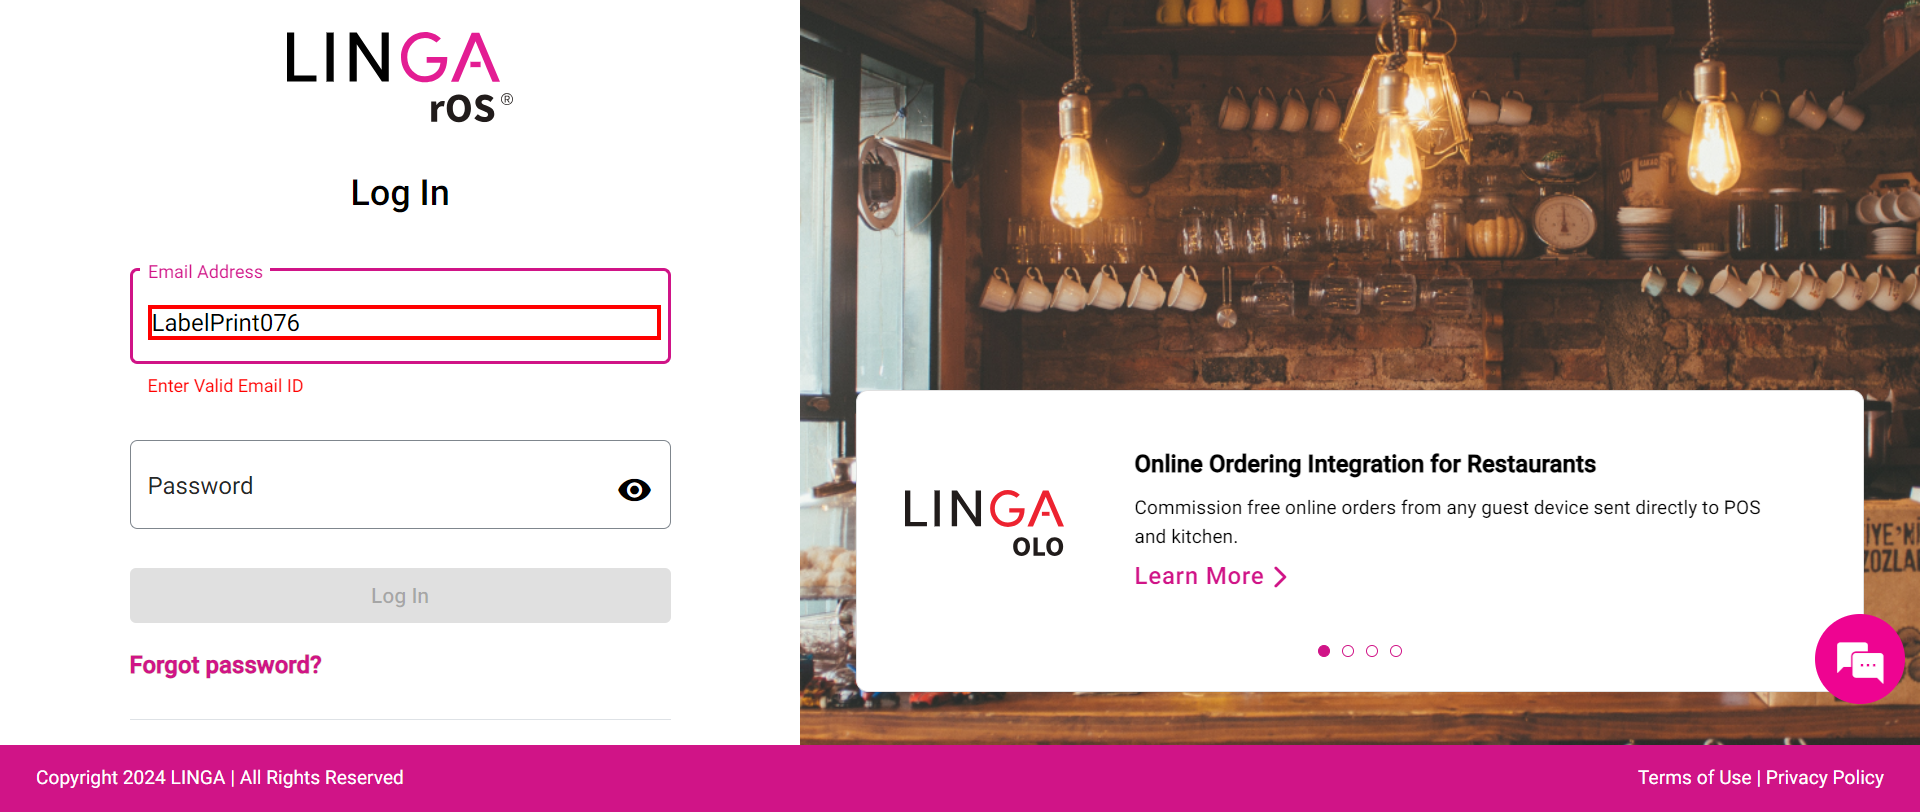 LINGA
rOS ®
Log In
Email Address
LabelPrint076
Enter Valid Email ID
Password
Log In
Forgot password?
LINGA
OLO
Online Ordering Integration for Restaurants
Commission free online orders from any guest device sent directly to POS
and kitchen.
Learn More
Copyright 2024 LINGA | All Rights Reserved
Terms of Use | Privacy Policy